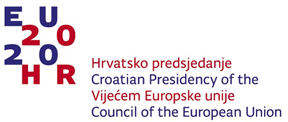 EU
20
20
HR
Hrvatsko predsjedanje
Croatian Presidency of the
Vijećem Europske unije
Council of the European Union